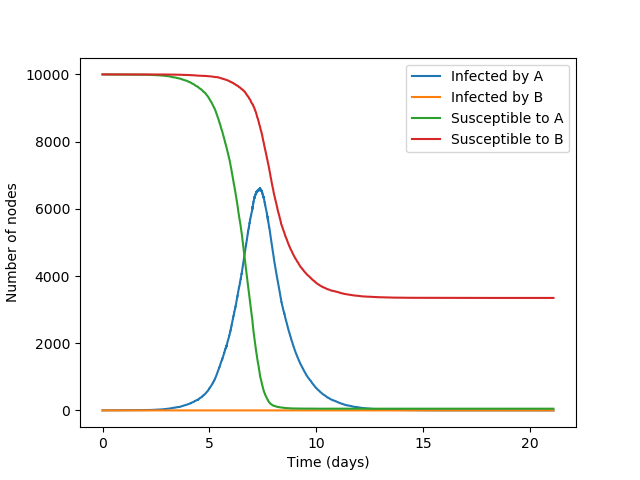 Number of nodes
10000
8000
6000
4000
2000
0
Infected by A
Infected by B
Susceptible to A
Susceptible to B
0 5 10 15 20
Time (days)